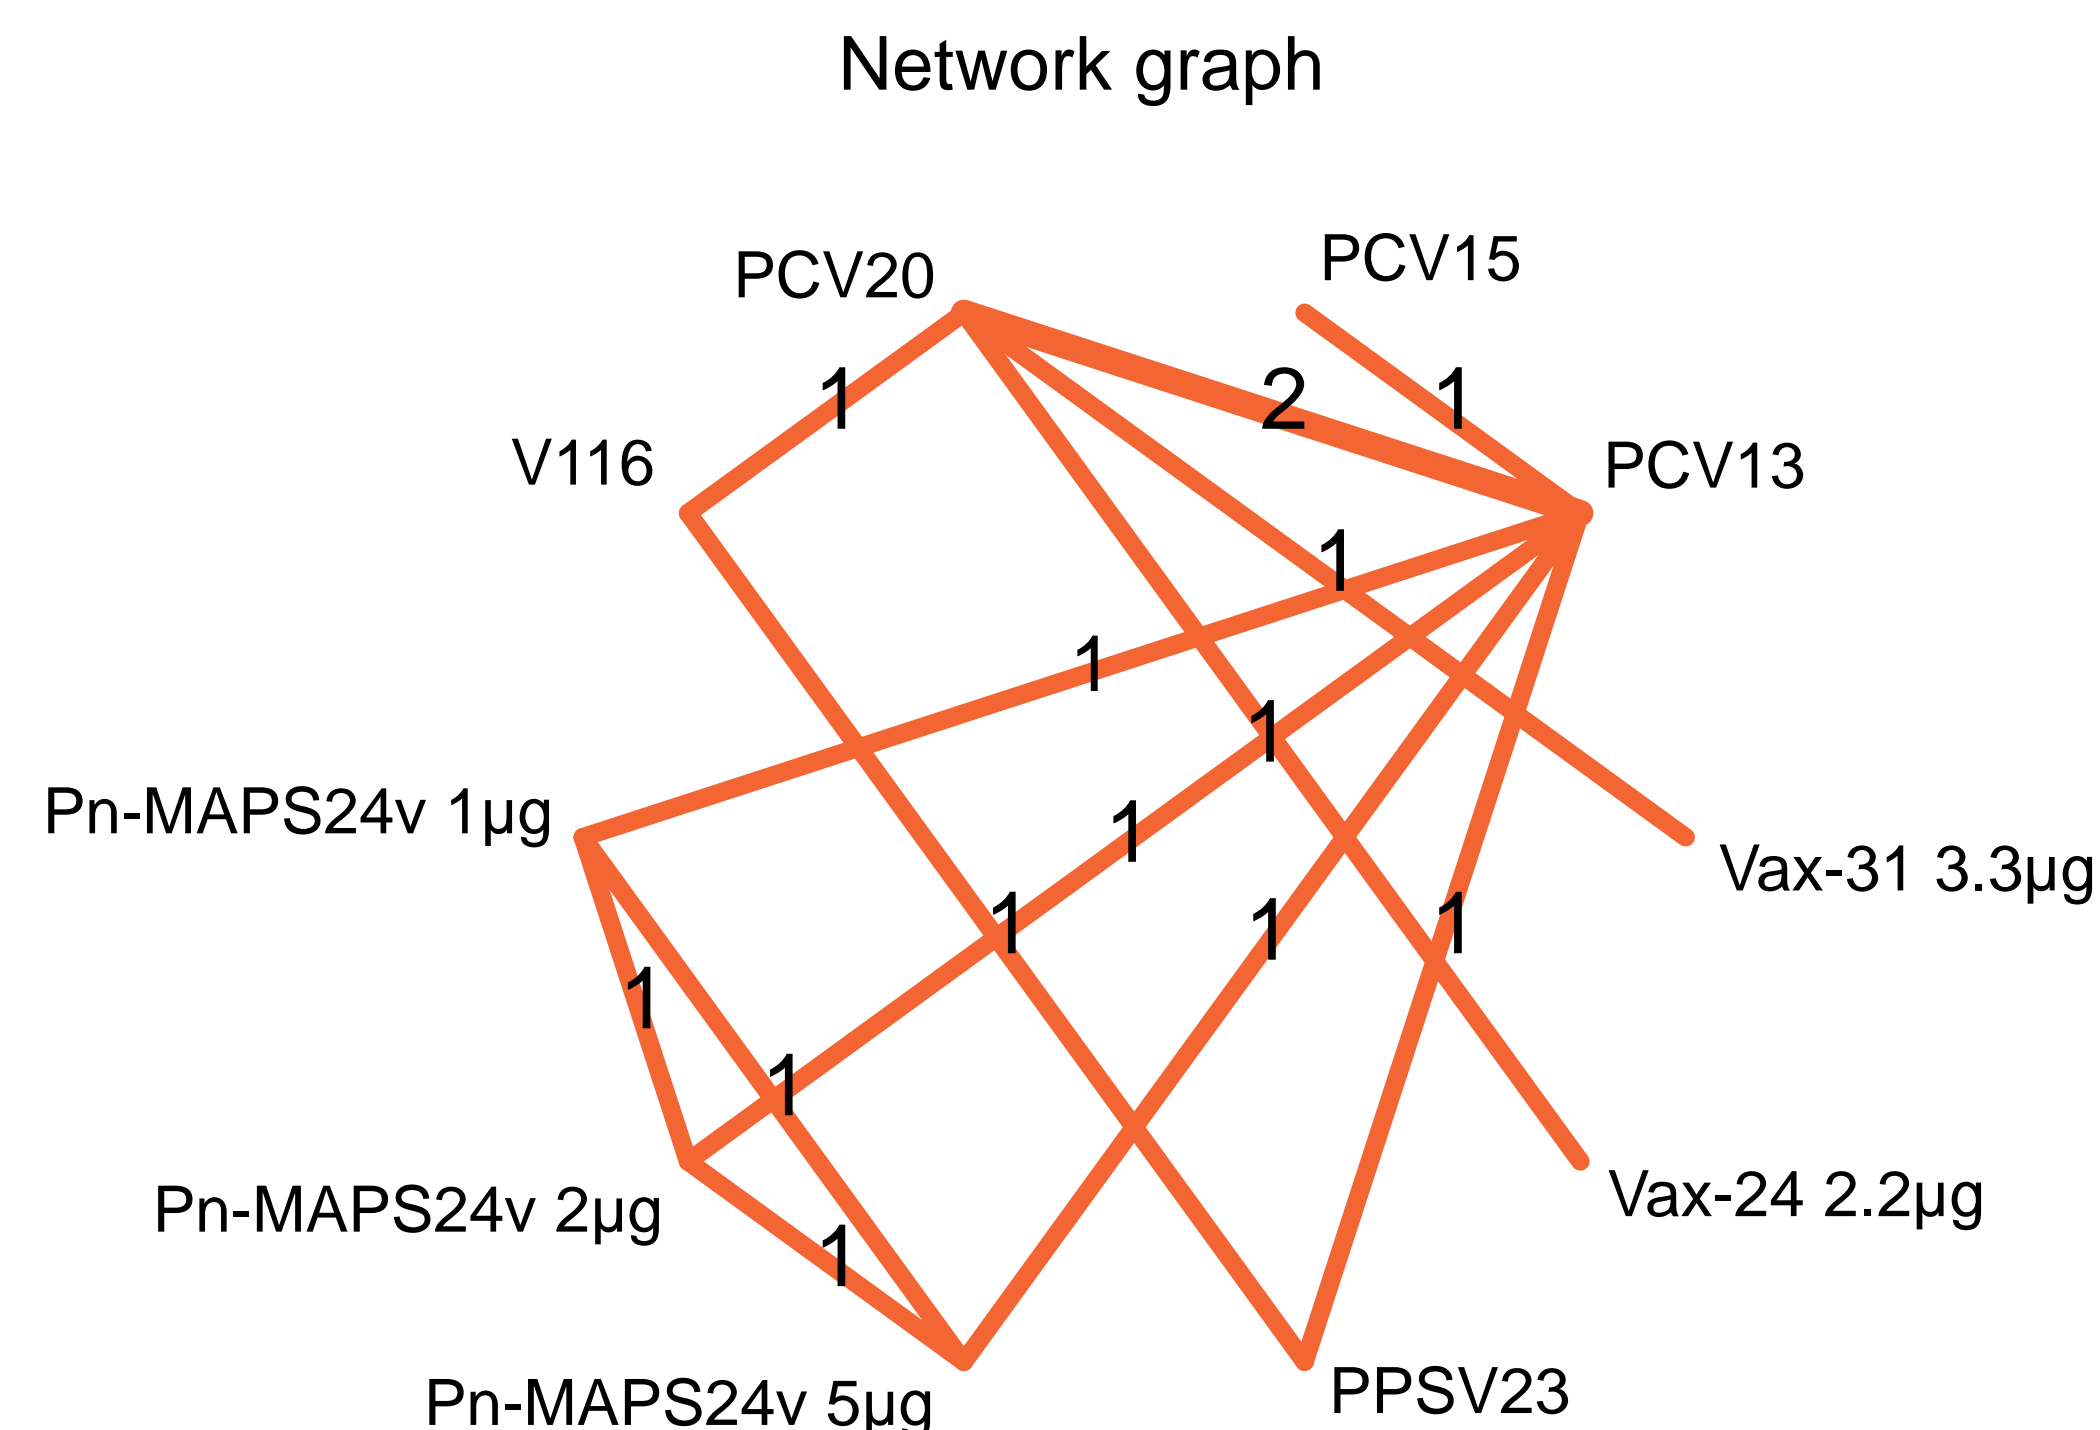 Network graph
PCV15
PCV20
1
2
1
V116
PCV13
1
1
1
Pn-MAPS24v 1µg
1
Vax-31 3.3µg
1
1
1
1
1
Pn-MAPS24v 2µg
Vax-24 2.2µg
1
Pn-MAPS24v 5µg
PPSV23